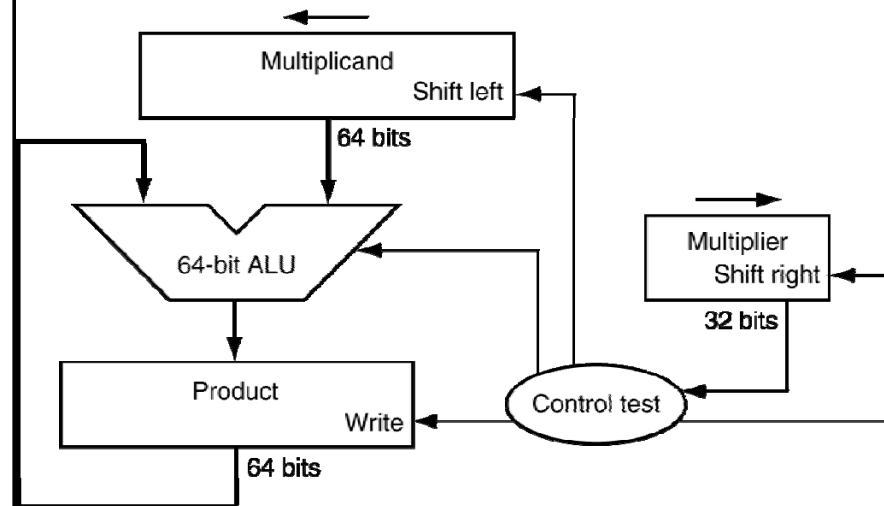 Multiplicand
Shift left
64 bits
64-bit ALU
Multiplier
Shift right
32 bits
Product
Write
Control test
64 bits